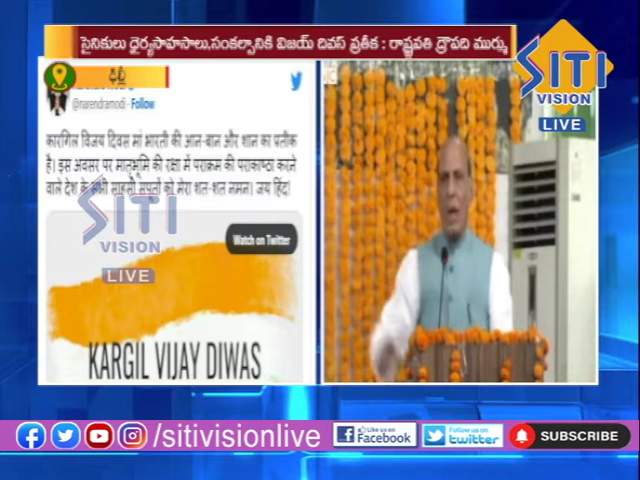 సైనికులు ధైర్యసాహసాలు,సంకల్పానికి విజయ్ దివస్ ప్రతీక : రాష్ట్రపతి ద్రౌపది ముర్ము
SITI
VISION
LIVE
ఢిల్లీ
@narendramodi · Follow
कारगिल विजय दिवस मां भारती की आन-बान और शान का प्रतीक
है। इस अवसर पर मातृभूमि की रक्षा में पराक्रम की पराकाष्ठा करने
वाले देश के सभी साहसी सपूतों को मेरा शत-शत नमन। जय हिंद!
SITI
VISION
LIVE
Watch on Twitter
KARGIL VIJAY DIWAS
/sitivisionlive
Like us on
Facebook
Follow us on
twitter
SUBSCRIBE